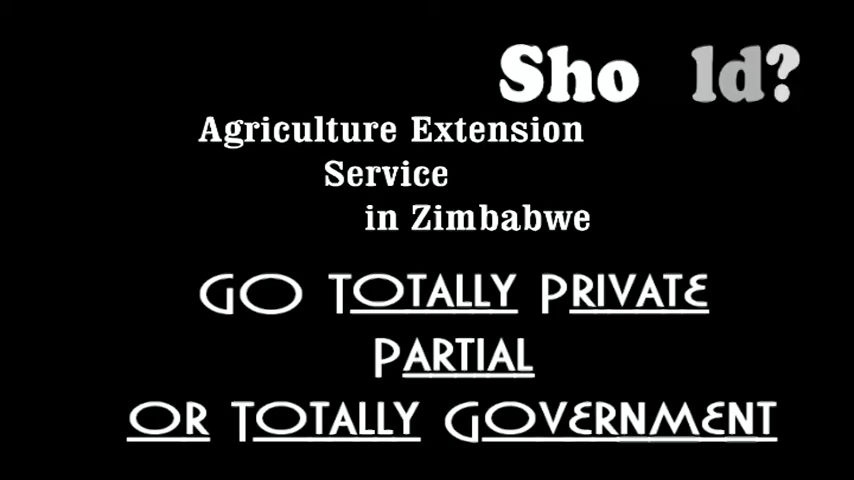 Sho ld?
Agriculture Extension
Service
in Zimbabwe
GO TOTALLY PRIVATE
PARTIAL
OR TOTALLY GOVERNMENT